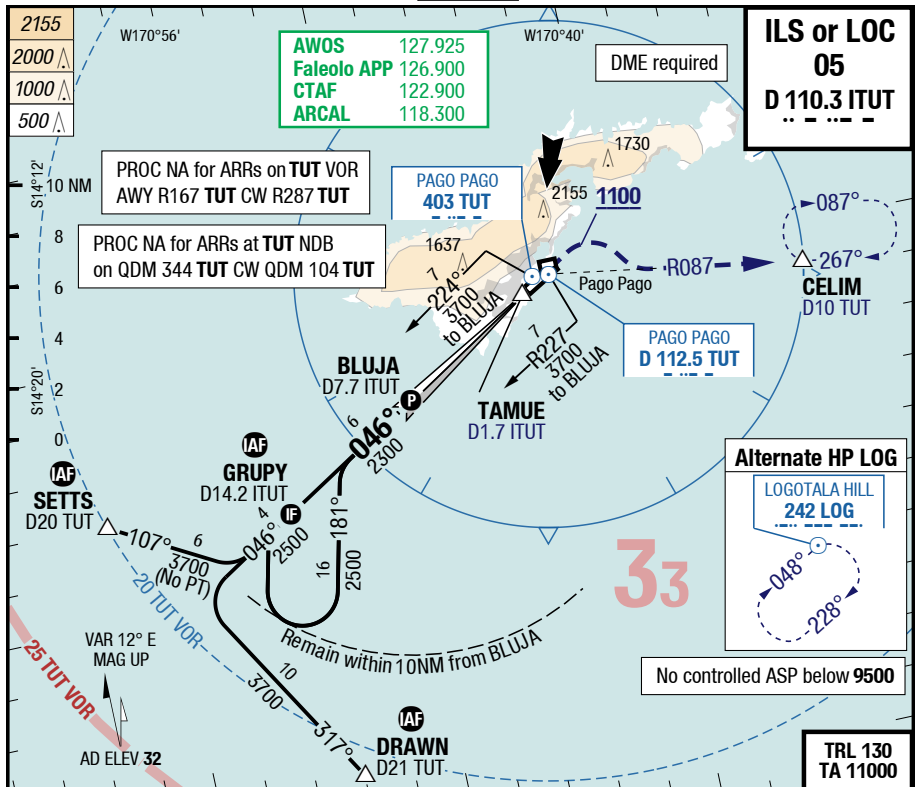 2155
2000
1000
500
W170°56'
W170°40'
AWOS 127.925
Faleolo APP 126.900
CTAF 122.900
ARCAL 118.300
DME required
ILS or LOC
05
D 110.3 ITUT
S14°12'
10 NM
8
6
4
2
0
S14°20'
PROC NA for ARRs on TUT VOR
AWY R167 TUT CW R287 TUT
PROC NA for ARRs at TUT NDB
on QDM 344 TUT CW QDM 104 TUT
PAGO PAGO
403 TUT
1730
2155
1100
1637
087°
267°
CELIM
D10 TUT
R087
Pago Pago
7
224°
3700
to BLUJA
7
R227
3700
to BLUJA
PAGO PAGO
D 112.5 TUT
BLUJA
D7.7 ITUT
P
TAMUE
D1.7 ITUT
6
046°
2300
IAF
GRUPY
D14.2 ITUT
IF
4
046°
2500
181°
16
2500
IAF
SETTS
D20 TUT
107°
6
3700
(No PT)
20 TUT VOR
25 TUT VOR
Remain within 10NM from BLUJA
10
3700
317°
IAF
DRAWN
D21 TUT
33
Alternate HP LOG
LOGOTALA HILL
242 LOG
048°
228°
No controlled ASP below 9500
VAR 12° E
MAG UP
AD ELEV 32
TRL 130
TA 11000